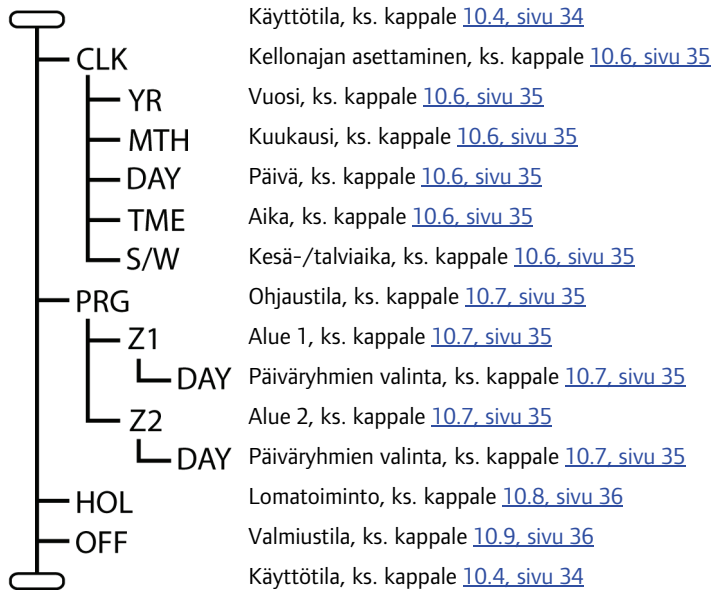 Käyttötila, ks. kappale 10.4, sivu 34
CLK Kellonajan asettaminen, ks. kappale 10.6, sivu 35
YR Vuosi, ks. kappale 10.6, sivu 35
MTH Kuukausi, ks. kappale 10.6, sivu 35
DAY Päivä, ks. kappale 10.6, sivu 35
TME Aika, ks. kappale 10.6, sivu 35
S/W Kesä-/talviaika, ks. kappale 10.6, sivu 35
PRG Ohjaustila, ks. kappale 10.7, sivu 35
Z1 Alue 1, ks. kappale 10.7, sivu 35
DAY Päiväryhmien valinta, ks. kappale 10.7, sivu 35
Z2 Alue 2, ks. kappale 10.7, sivu 35
DAY Päiväryhmien valinta, ks. kappale 10.7, sivu 35
HOL Lomatoiminto, ks. kappale 10.8, sivu 36
OFF Valmiustila, ks. kappale 10.9, sivu 36
Käyttötila, ks. kappale 10.4, sivu 34